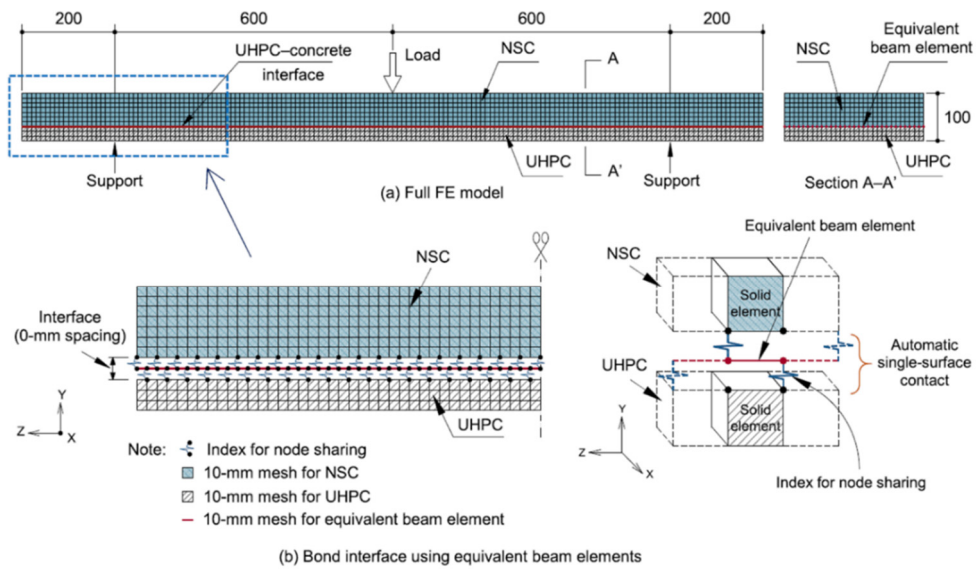 200
600
600
200
UHPC–concrete
interface
Load
NSC
A
Equivalent
beam element
NSC
100
UHPC
A'
UHPC
Support
Support
Section A–A'
(a) Full FE model
Equivalent beam element
NSC
NSC
Solid
element
Interface
(0-mm spacing)
Automatic
single-surface
contact
UHPC
Y
Z
X
UHPC
Solid
element
Y
Z
X
Note:
Index for node sharing
10-mm mesh for NSC
10-mm mesh for UHPC
10-mm mesh for equivalent beam element
Index for node sharing
(b) Bond interface using equivalent beam elements